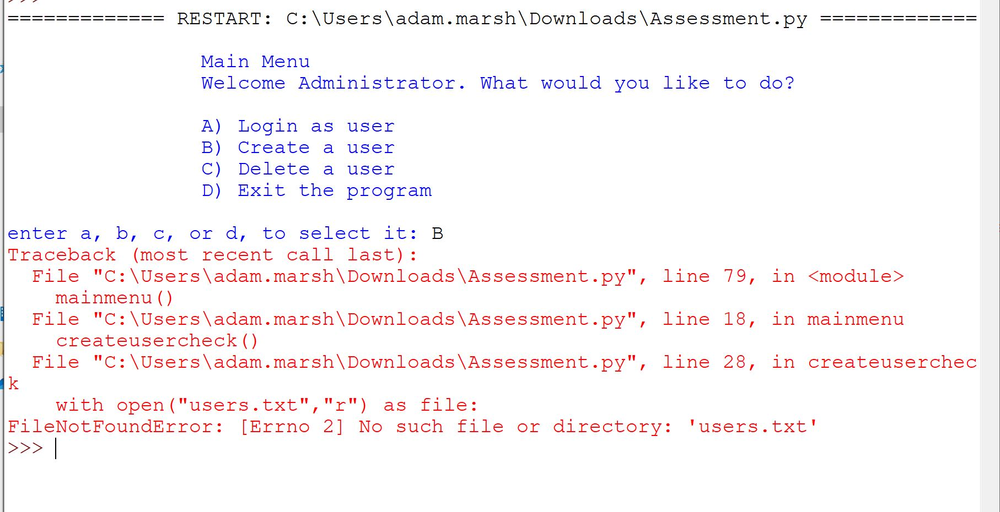 >>>
============= RESTART: C:\Users\adam.marsh\Downloads\Assessment.py =============
Main Menu
Welcome Administrator. What would you like to do?
A) Login as user
B) Create a user
C) Delete a user
D) Exit the program
enter a, b, c, or d, to select it: B
Traceback (most recent call last):
  File "C:\Users\adam.marsh\Downloads\Assessment.py", line 79, in <module>
    mainmenu()
  File "C:\Users\adam.marsh\Downloads\Assessment.py", line 18, in mainmenu
    createusercheck()
  File "C:\Users\adam.marsh\Downloads\Assessment.py", line 28, in createuserchec
k
    with open("users.txt","r") as file:
FileNotFoundError: [Errno 2] No such file or directory: 'users.txt'
>>>